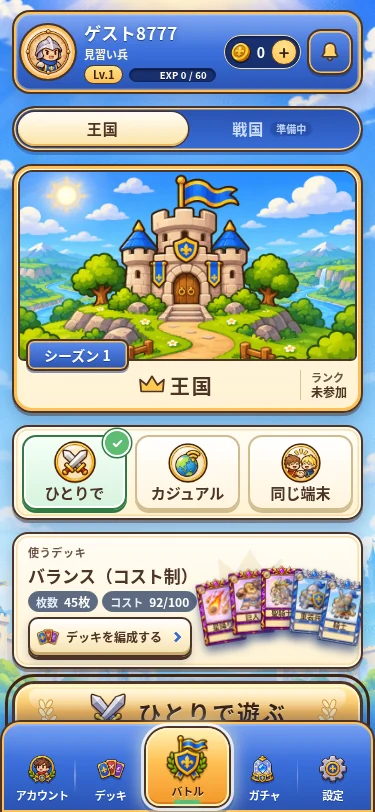 ゲスト8777
見習い兵
Lv.1 EXP 0 / 60
0 +
王国
戦国 準備中
シーズン 1
王国
ランク
未参加
ひとりで
カジュアル
同じ端末
使うデッキ
バランス（コスト制）
枚数 45枚 コスト 92/100
デッキを編成する
ひとりで遊ぶ
アカウント
デッキ
バトル
ガチャ
設定